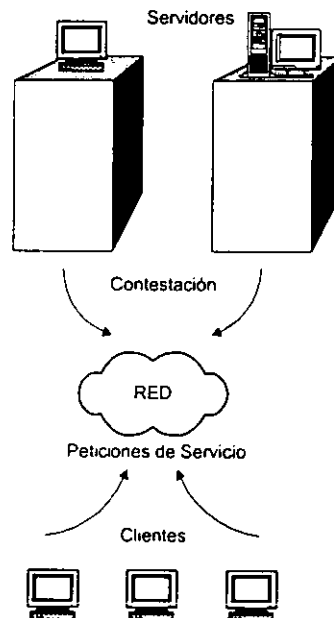 Servidores
Contestación
RED
Peticiones de Servicio
Clientes